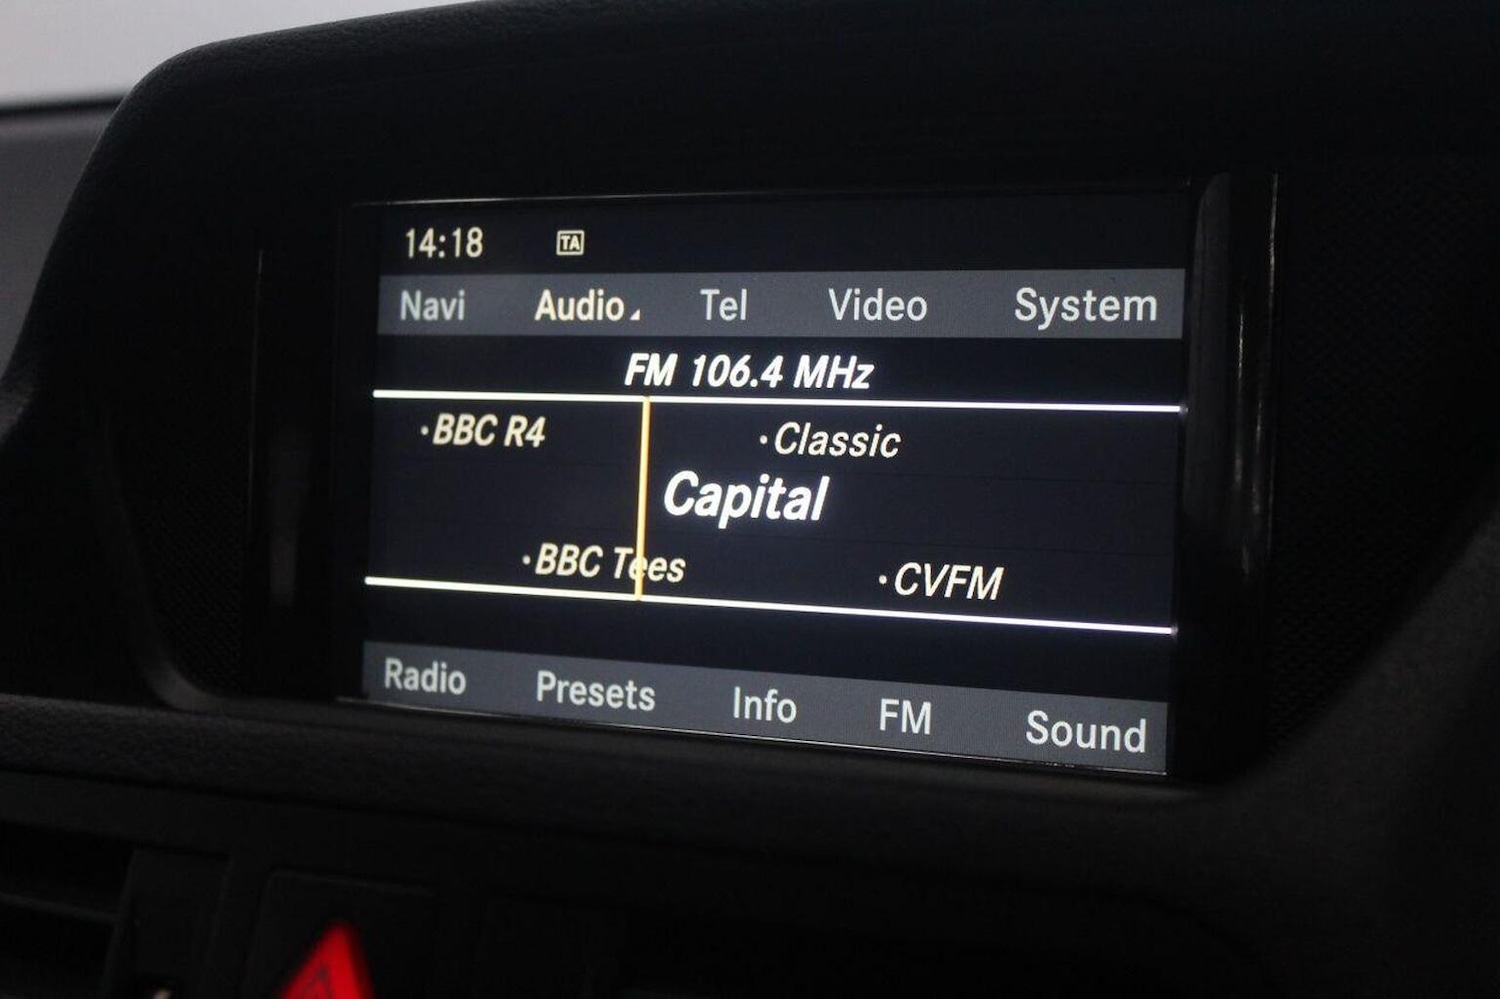 14:18 TA
Navi Audio Tel Video System
FM 106.4 MHz
·BBC R4 ·Classic
Capital
·BBC Tees ·CVFM
Radio Presets Info FM Sound